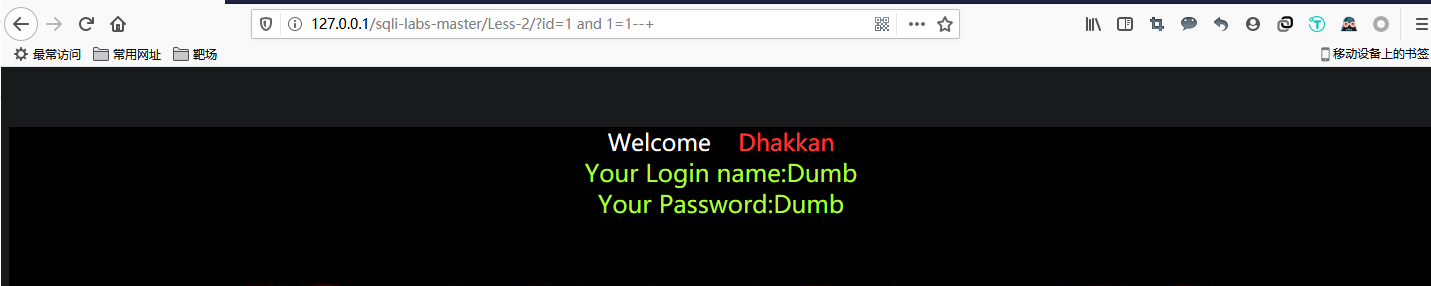 127.0.0.1/sqli-labs-master/Less-2/?id=1 and 1=1--+
最常访问 常用网址 靶场 移动设备上的书签
Welcome Dhakkan
Your Login name:Dumb
Your Password:Dumb